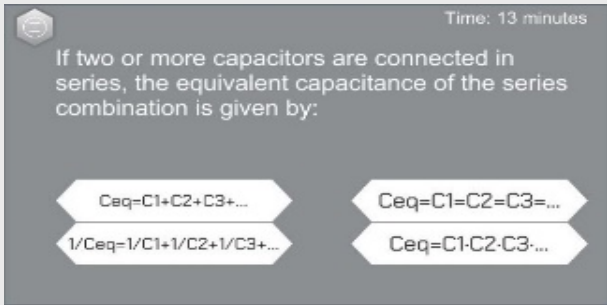 Time: 13 minutes
If two or more capacitors are connected in
series, the equivalent capacitance of the series
combination is given by:
Ceq=C1+C2+C3+...
Ceq=C1=C2=C3=...
1/Ceq=1/C1+1/C2+1/C3+...
Ceq=C1·C2·C3·...